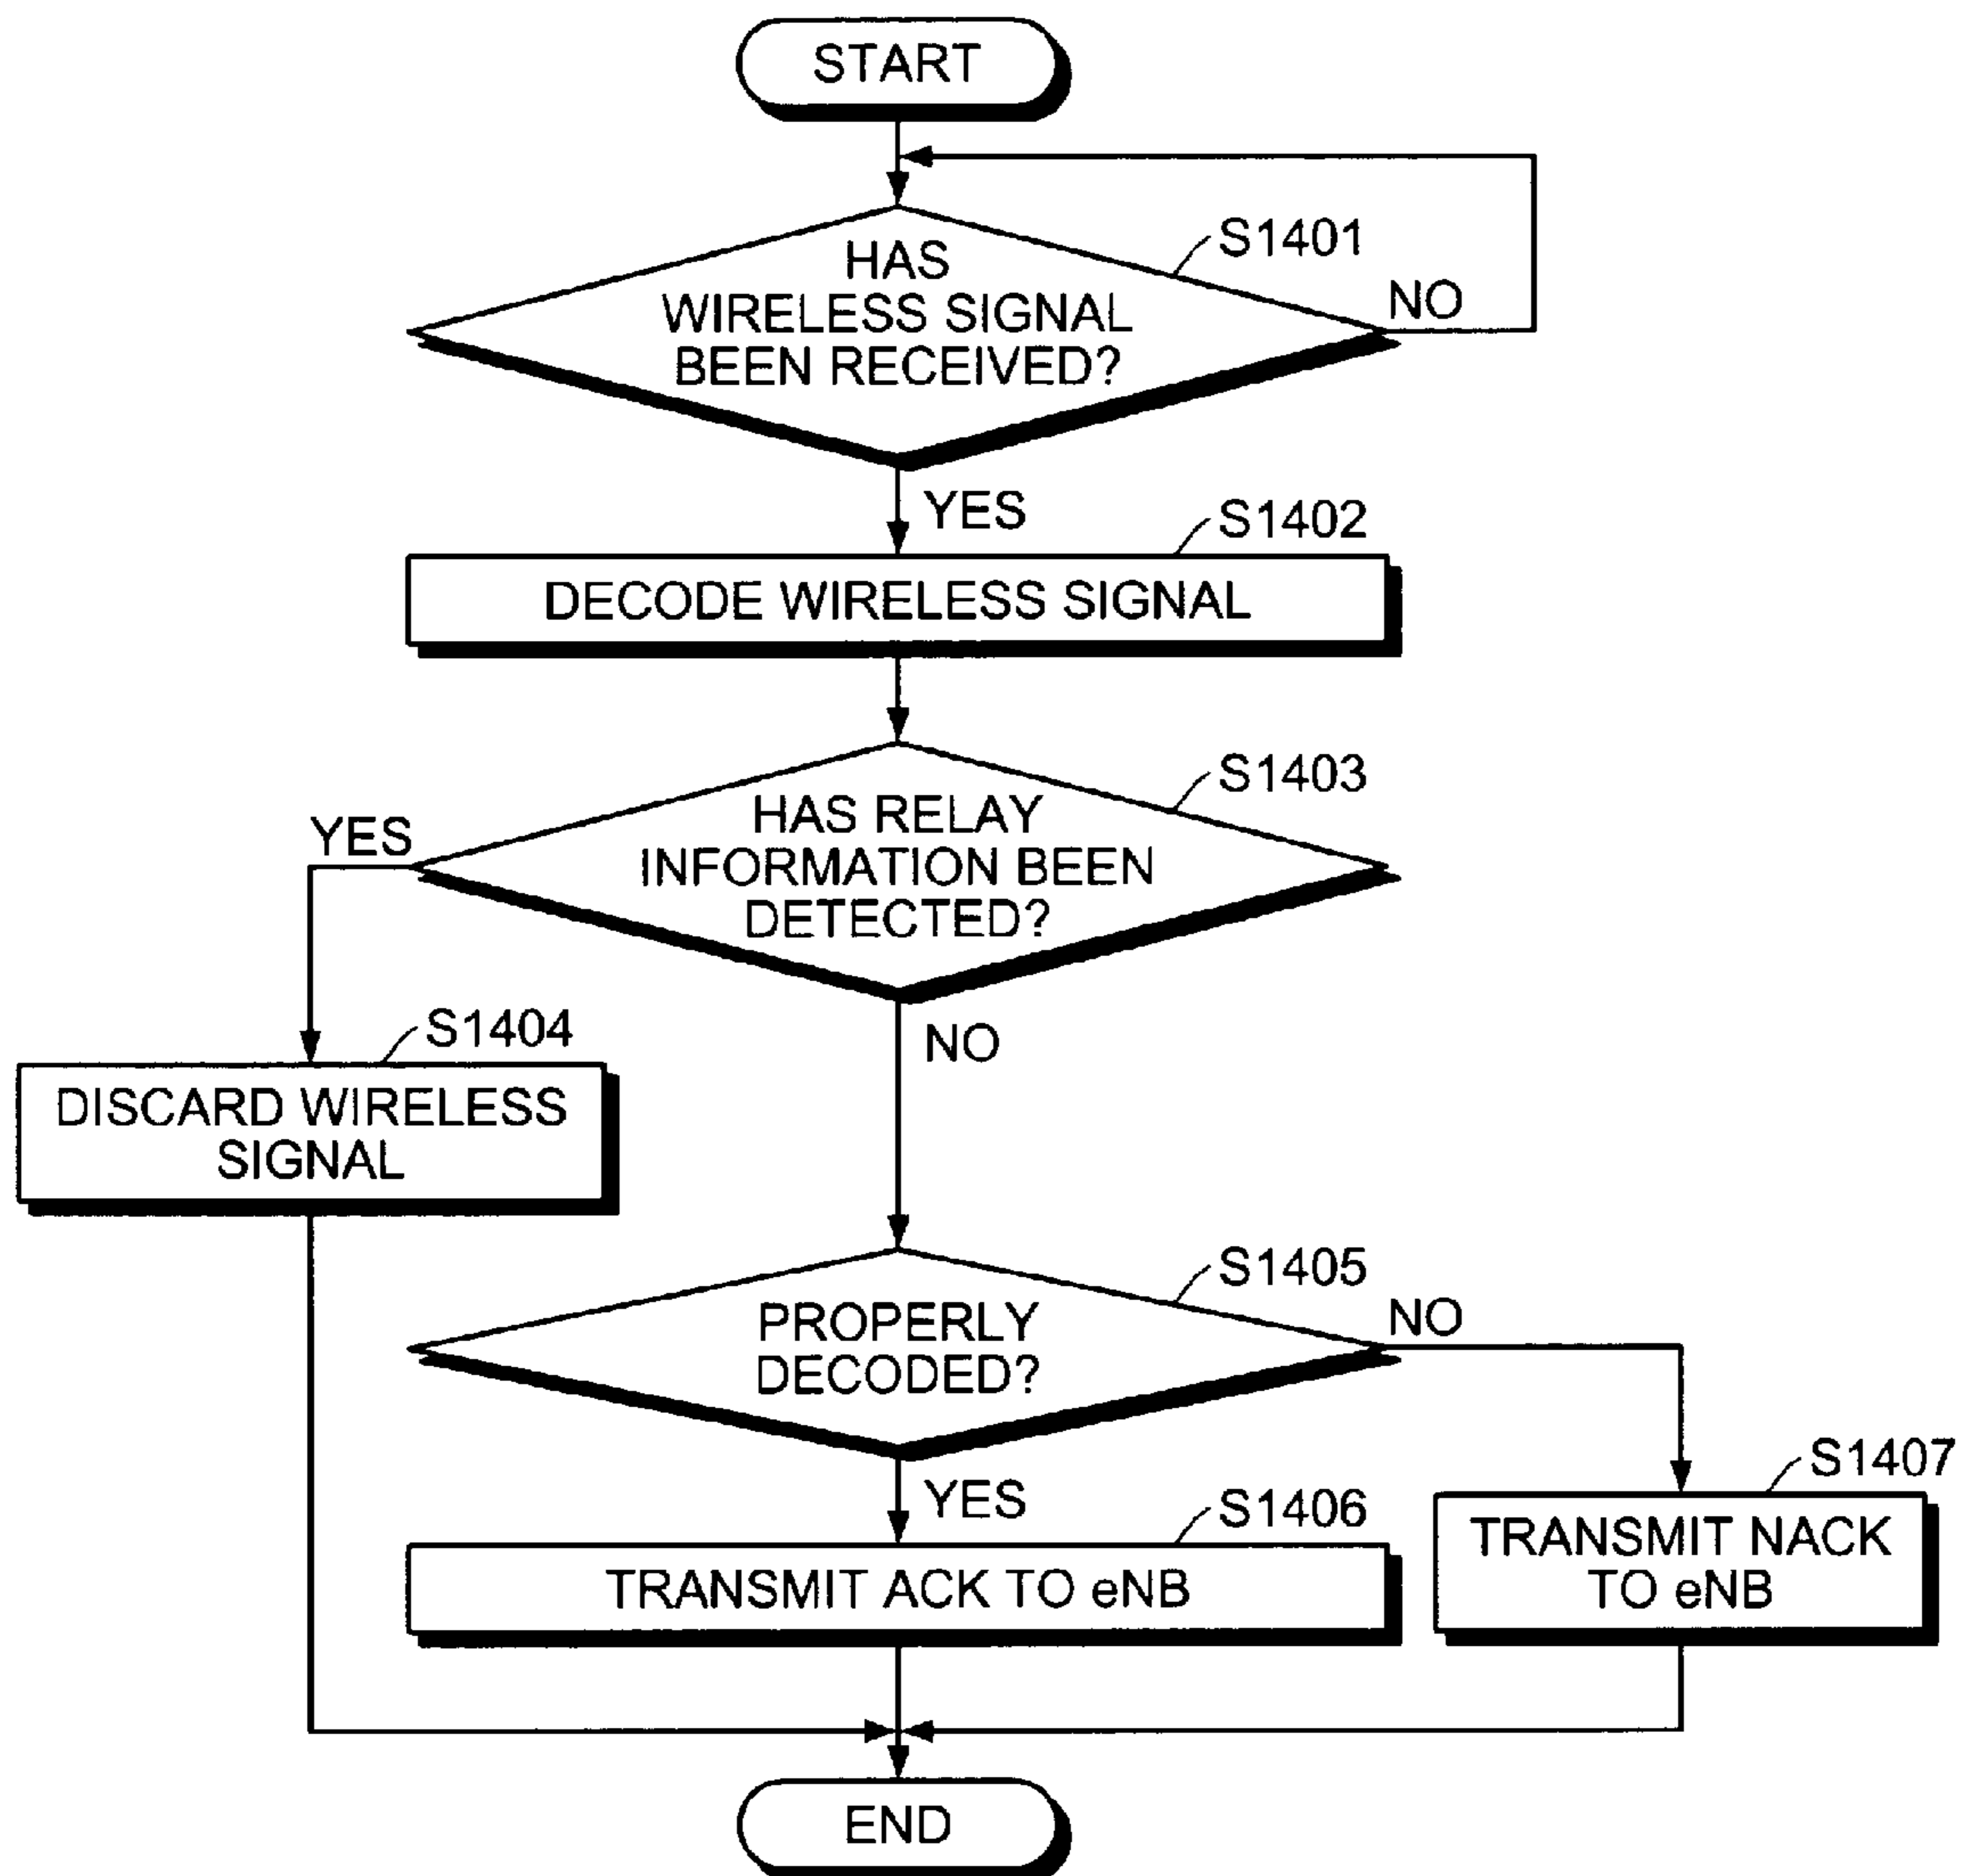 START
S1401
HAS
WIRELESS SIGNAL
BEEN RECEIVED?
NO
YES
S1402
DECODE WIRELESS SIGNAL
S1403
HAS RELAY
INFORMATION BEEN
DETECTED?
YES
NO
S1404
DISCARD WIRELESS
SIGNAL
S1405
PROPERLY
DECODED?
NO
YES
S1406
TRANSMIT ACK TO eNB
S1407
TRANSMIT NACK
TO eNB
END